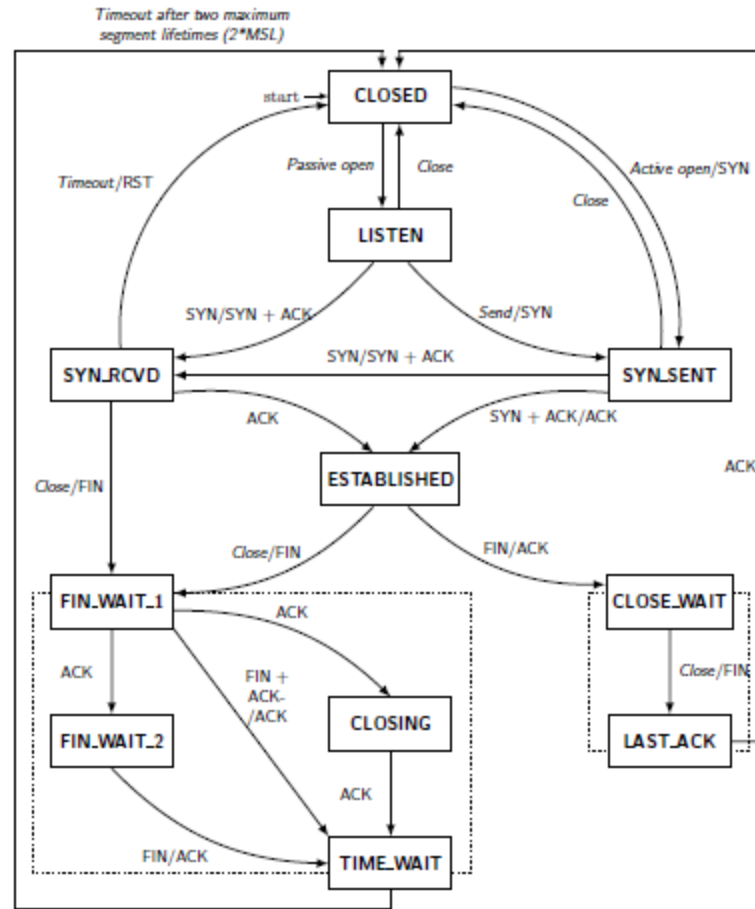 Timeout after two maximum
segment lifetimes (2*MSL)
start
CLOSED
Timeout/RST
Passive open
Close
Active open/SYN
Close
LISTEN
SYN/SYN + ACK
Send/SYN
SYN/SYN + ACK
SYN_RCVD
SYN_SENT
ACK
SYN + ACK/ACK
ACK
ESTABLISHED
Close/FIN
Close/FIN
FIN/ACK
FIN_WAIT_1
CLOSE_WAIT
ACK
ACK
FIN +
ACK-
/ACK
Close/FIN
FIN_WAIT_2
CLOSING
LAST_ACK
ACK
FIN/ACK
TIME_WAIT